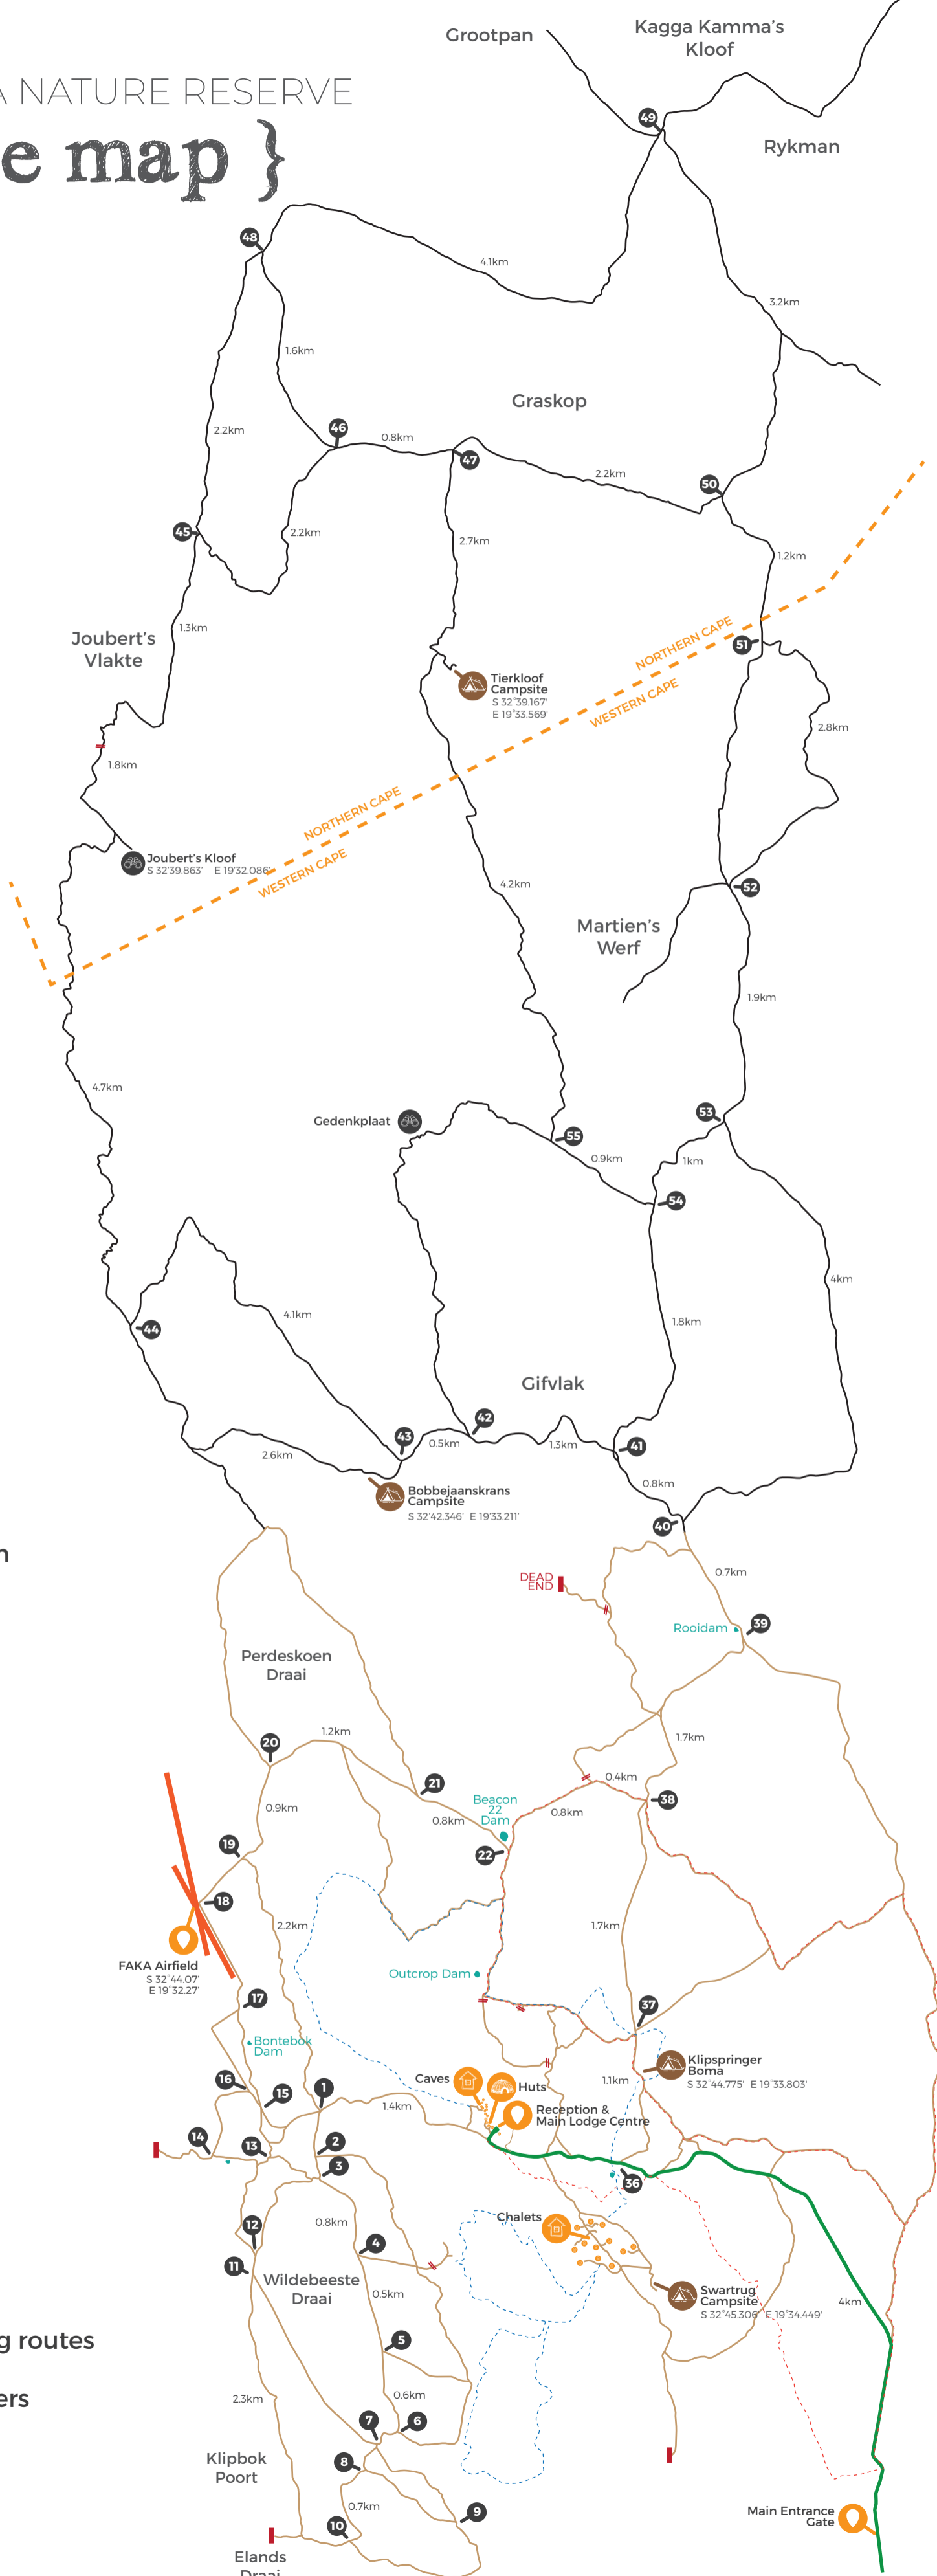 Grootpan
Kagga Kamma's
Kloof
A NATURE RESERVE
e map }
49
Rykman
48
4.1km
3.2km
1.6km
Graskop
2.2km
46
0.8km
47
2.2km
50
45
2.2km
2.7km
1.2km
1.3km
Joubert's
Vlakte
NORTHERN CAPE
51
WESTERN CAPE
Tierkloof
Campsite
S 32°39.167'
E 19°33.569'
2.8km
1.8km
NORTHERN CAPE
WESTERN CAPE
Joubert's Kloof
S 32'39.863' E 19'32.086'
4.2km
52
Martien's
Werf
1.9km
4.7km
Gedenkplaat
53
55
0.9km
1km
54
4km
4.1km
1.8km
44
Gifvlak
42
43
0.5km
1.3km
41
2.6km
0.8km
Bobbejaanskrans
Campsite
S 32'42.346' E 19'33.211'
40
n
DEAD
END
0.7km
Rooidam
39
Perdeskoen
Draai
1.2km
20
1.7km
0.4km
21
Beacon
22
Dam
0.9km
0.8km
0.8km
38
19
22
18
2.2km
1.7km
FAKA Airfield
S 32°44.07'
E 19°32.27'
Outcrop Dam
17
37
Bontebok
Dam
Klipspringer
Boma
S 32°44.775' E 19°33.803'
16
15
1
Caves
Huts
1.1km
1.4km
Reception &
Main Lodge Centre
14
13
2
3
36
0.8km
Chalets
12
4
11
Wildebeeste
Draai
0.5km
Swartrug
Campsite
S 32°45.306' E 19°34.449'
4km
g routes
5
ers
2.3km
0.6km
7
6
Klipbok
Poort
8
0.7km
9
10
Main Entrance
Gate
Elands
Draai